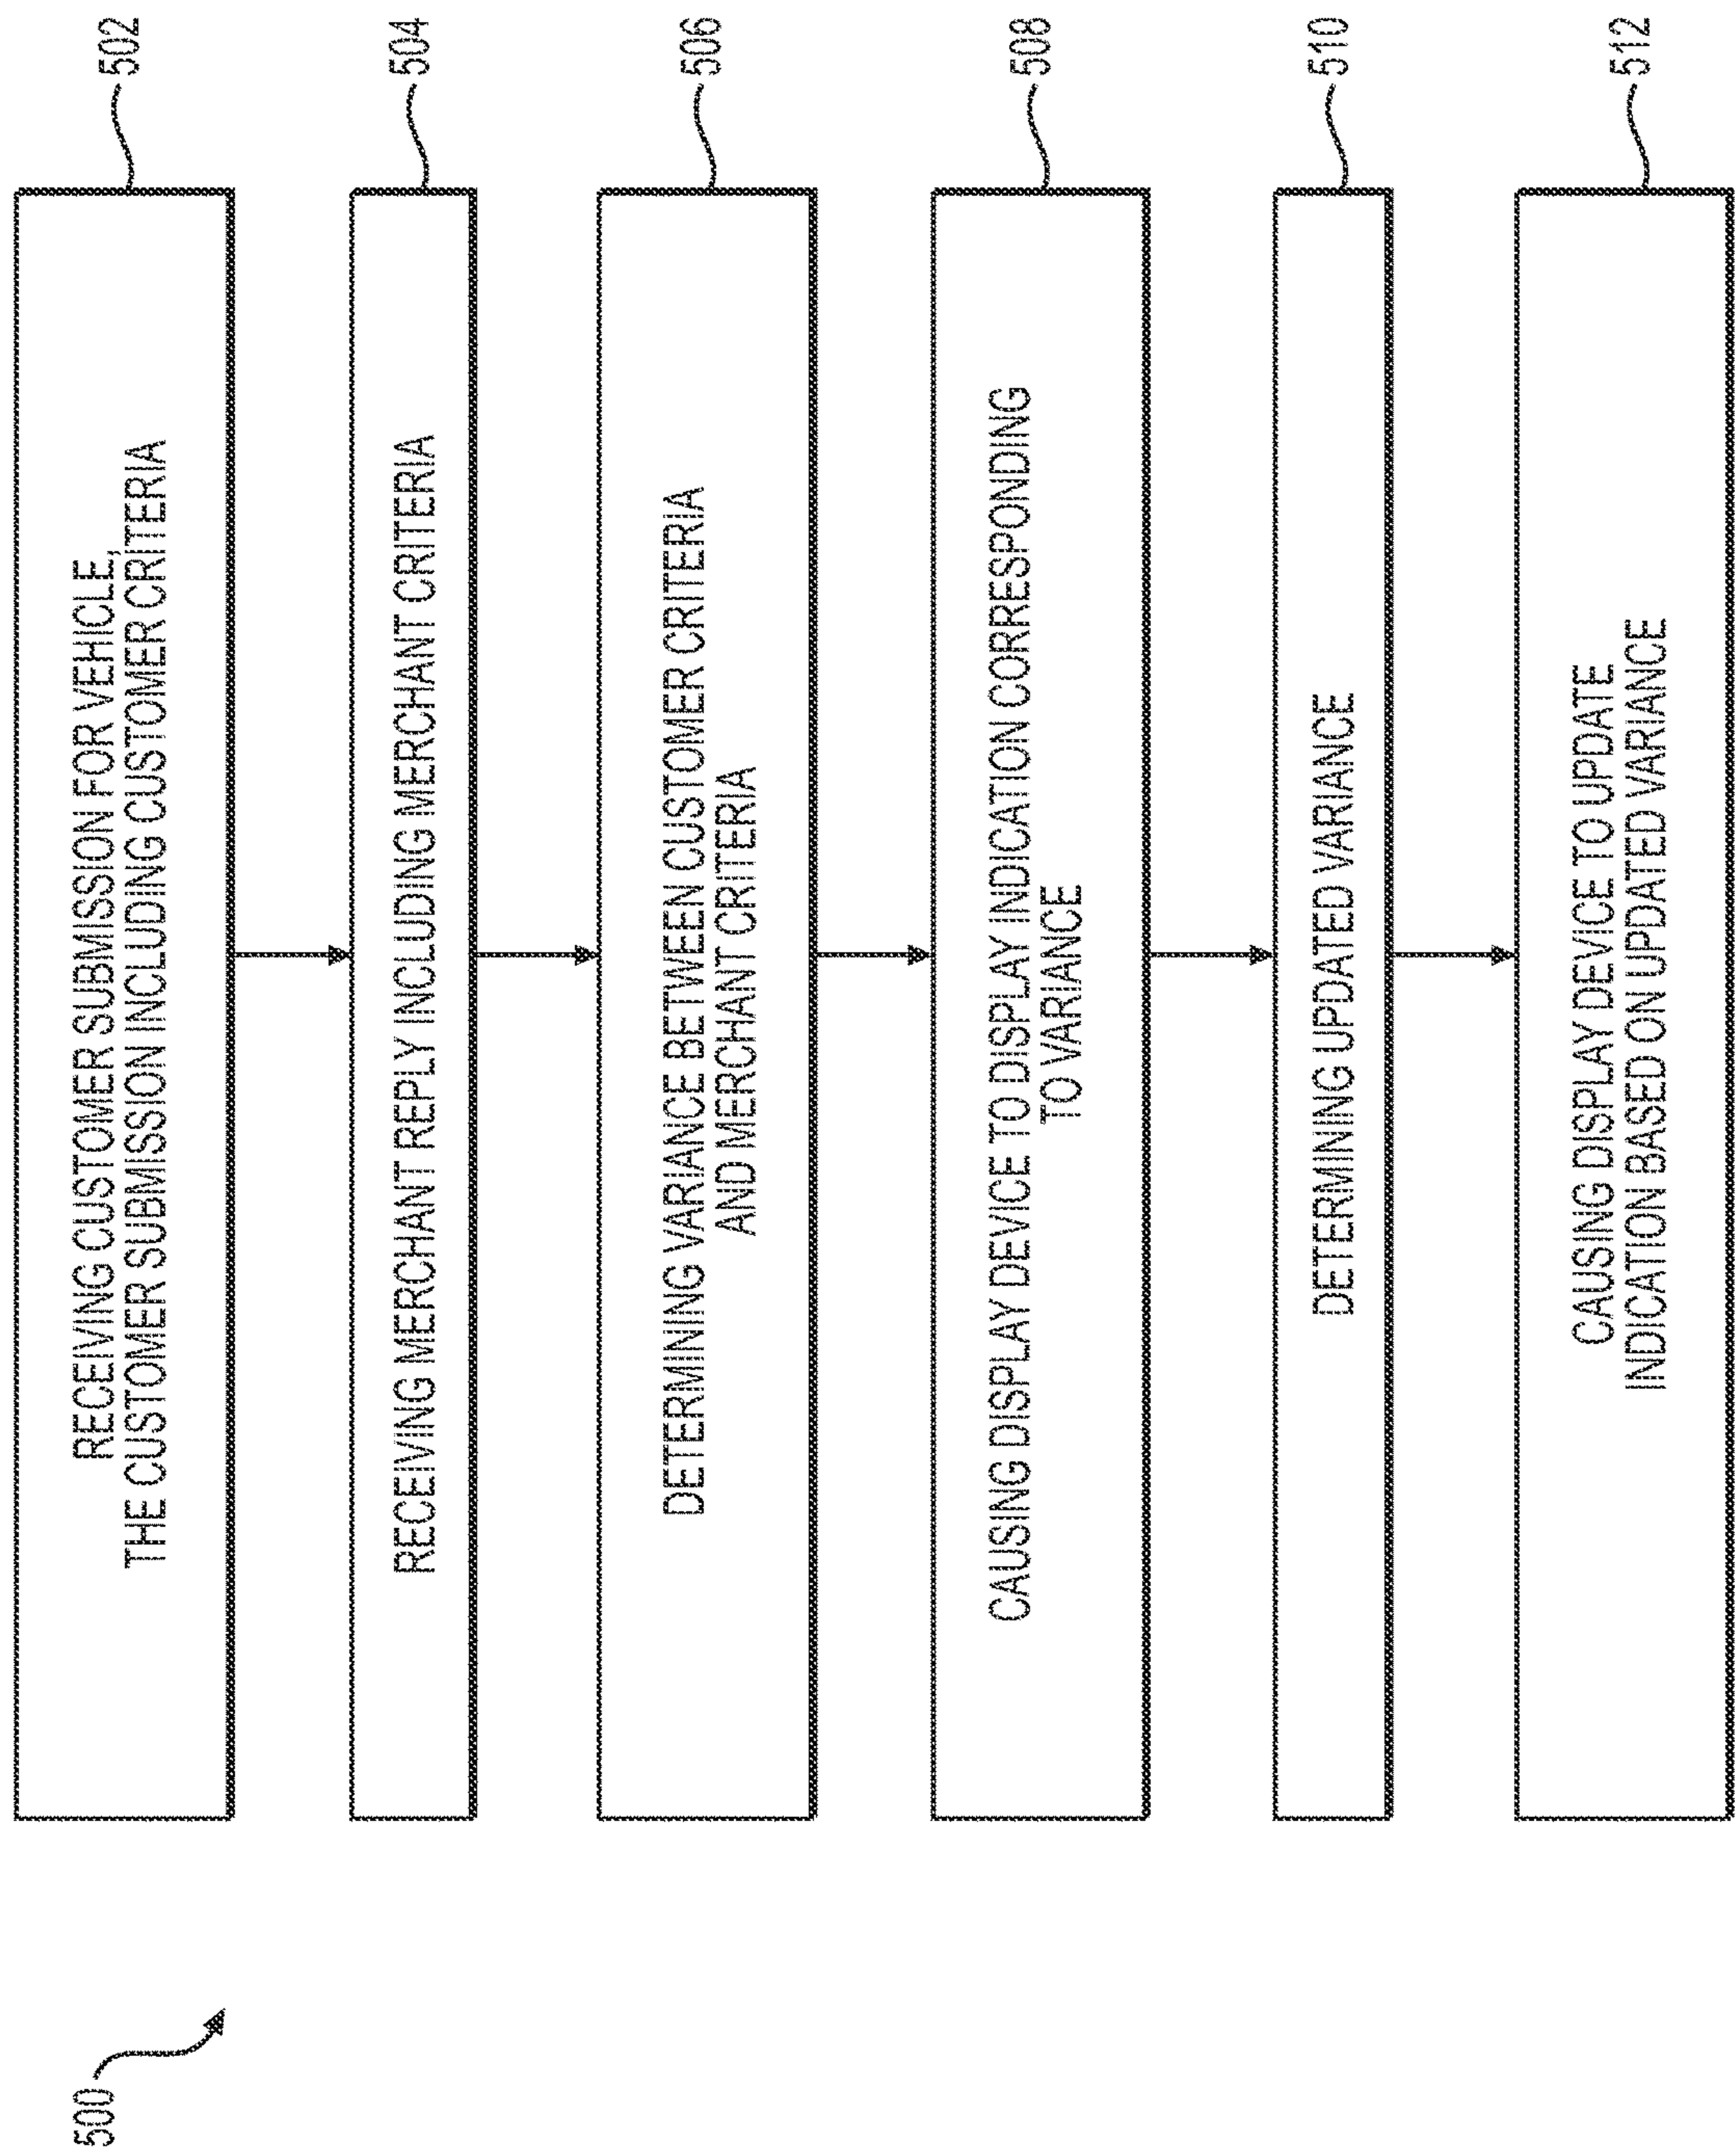 500
RECEIVING CUSTOMER SUBMISSION FOR VEHICLE,
THE CUSTOMER SUBMISSION INCLUDING CUSTOMER CRITERIA
502
RECEIVING MERCHANT REPLY INCLUDING MERCHANT CRITERIA
504
DETERMINING VARIANCE BETWEEN CUSTOMER CRITERIA
AND MERCHANT CRITERIA
506
CAUSING DISPLAY DEVICE TO DISPLAY INDICATION CORRESPONDING
TO VARIANCE
508
DETERMINING UPDATED VARIANCE
510
CAUSING DISPLAY DEVICE TO UPDATE
INDICATION BASED ON UPDATED VARIANCE
512